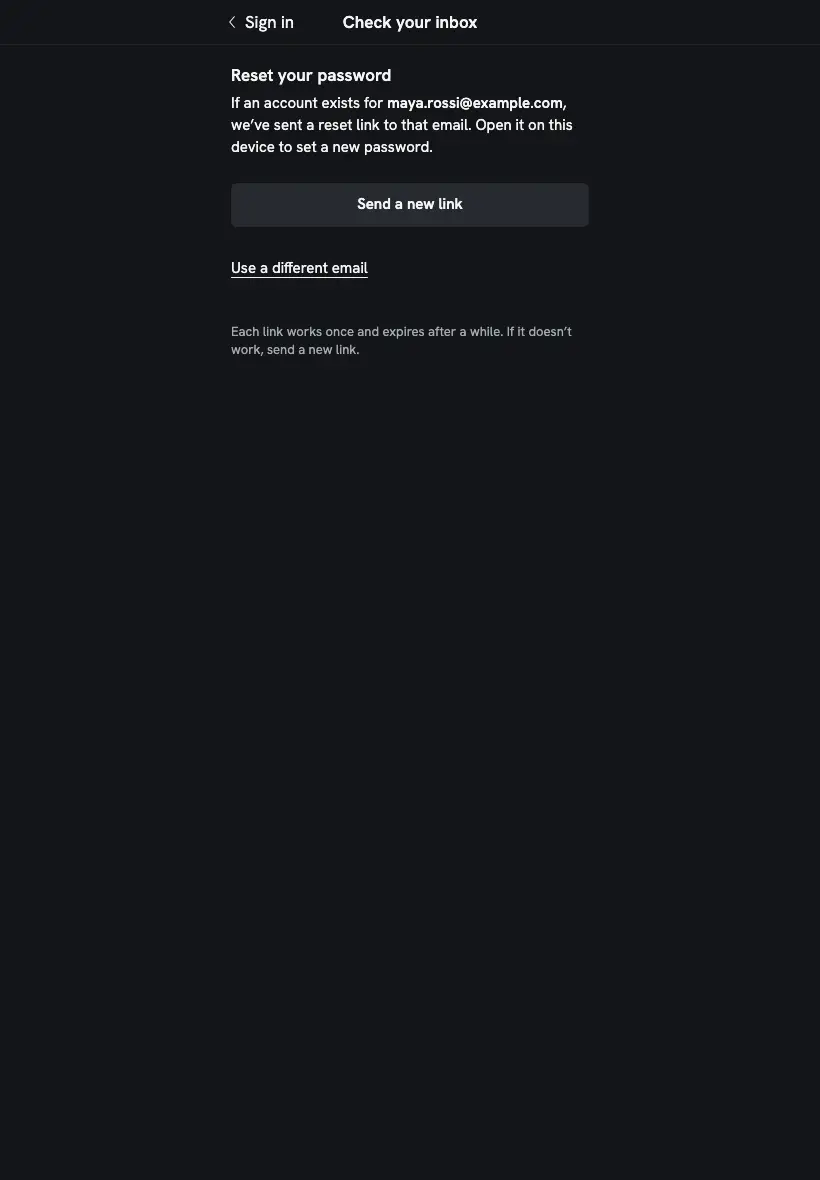 Sign in
Check your inbox
Reset your password
If an account exists for maya.rossi@example.com,
we’ve sent a reset link to that email. Open it on this
device to set a new password.
Send a new link
Use a different email
Each link works once and expires after a while. If it doesn’t
work, send a new link.